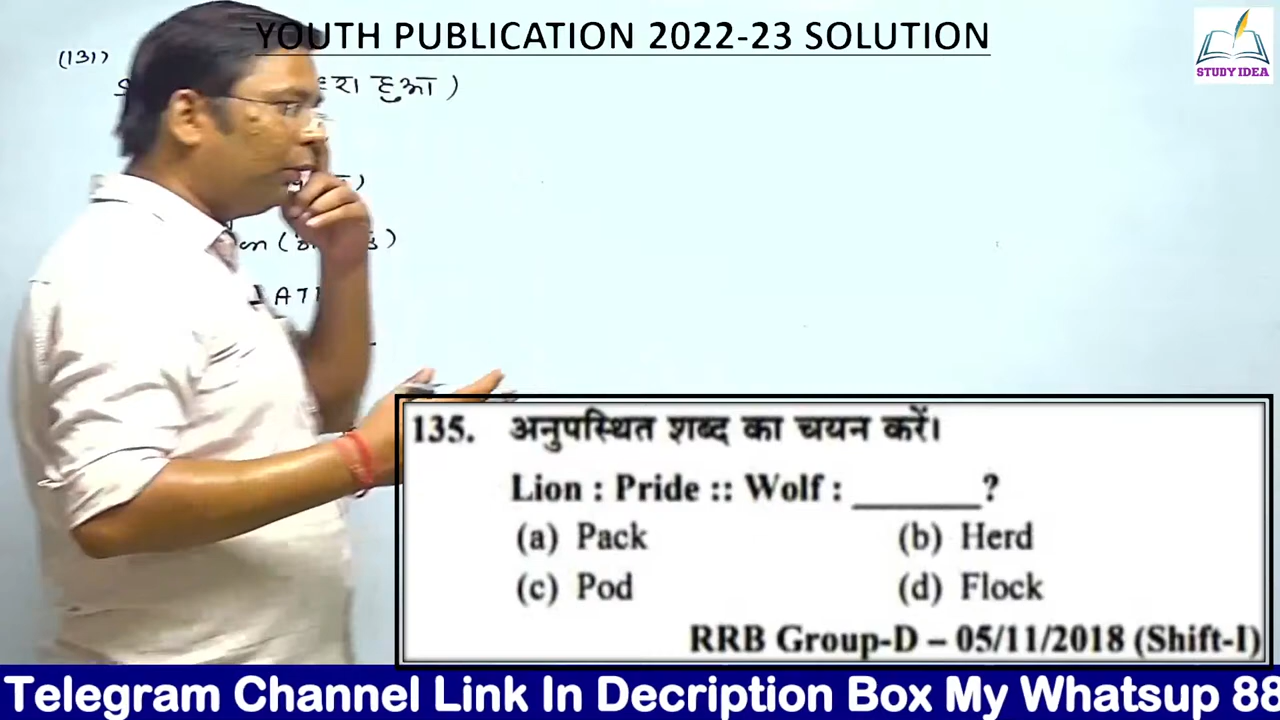 YOUTH PUBLICATION 2022-23 SOLUTION
STUDY IDEA
(131)
हुआ )
135. अनुपस्थित शब्द का चयन करें।
Lion : Pride :: Wolf : ________?
(a) Pack (b) Herd
(c) Pod (d) Flock
RRB Group-D – 05/11/2018 (Shift-I)
Telegram Channel Link In Decription Box My Whatsup 88